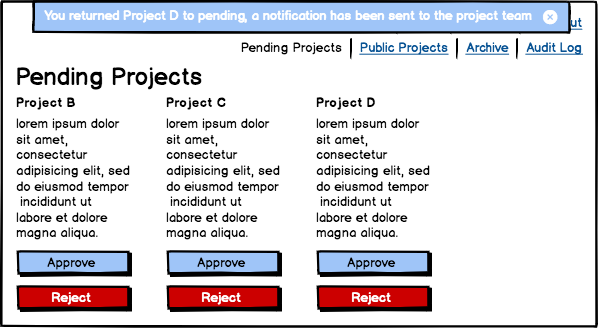 You returned Project D to pending, a notification has been sent to the project team
Pending Projects Public Projects Archive Audit Log
Pending Projects
Project B
lorem ipsum dolor
sit amet,
consectetur
adipisicing elit, sed
do eiusmod tempor
incididunt ut
labore et dolore
magna aliqua.
Approve
Reject
Project C
lorem ipsum dolor
sit amet,
consectetur
adipisicing elit, sed
do eiusmod tempor
incididunt ut
labore et dolore
magna aliqua.
Approve
Reject
Project D
lorem ipsum dolor
sit amet,
consectetur
adipisicing elit, sed
do eiusmod tempor
incididunt ut
labore et dolore
magna aliqua.
Approve
Reject